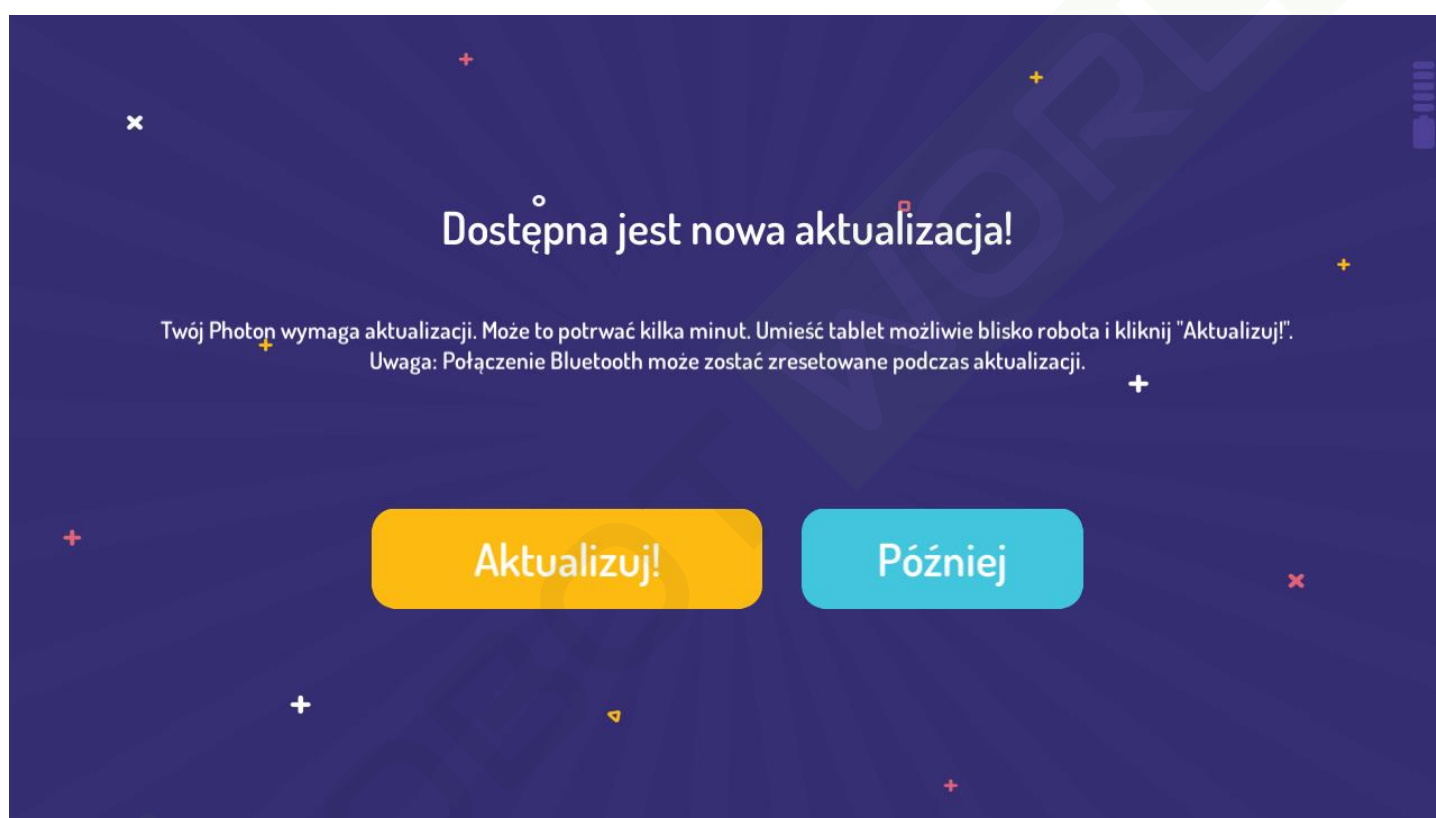 Dostępna jest nowa aktualizacja!
Twój Photon wymaga aktualizacji. Może to potrwać kilka minut. Umieść tablet możliwie blisko robota i kliknij "Aktualizuj!".
Uwaga: Połączenie Bluetooth może zostać zresetowane podczas aktualizacji.
Aktualizuj!
Później